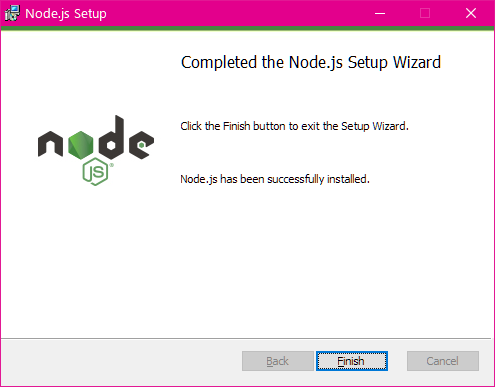 Node.js Setup
Completed the Node.js Setup Wizard
Click the Finish button to exit the Setup Wizard.
node
JS
®
Node.js has been successfully installed.
Back
Finish
Cancel